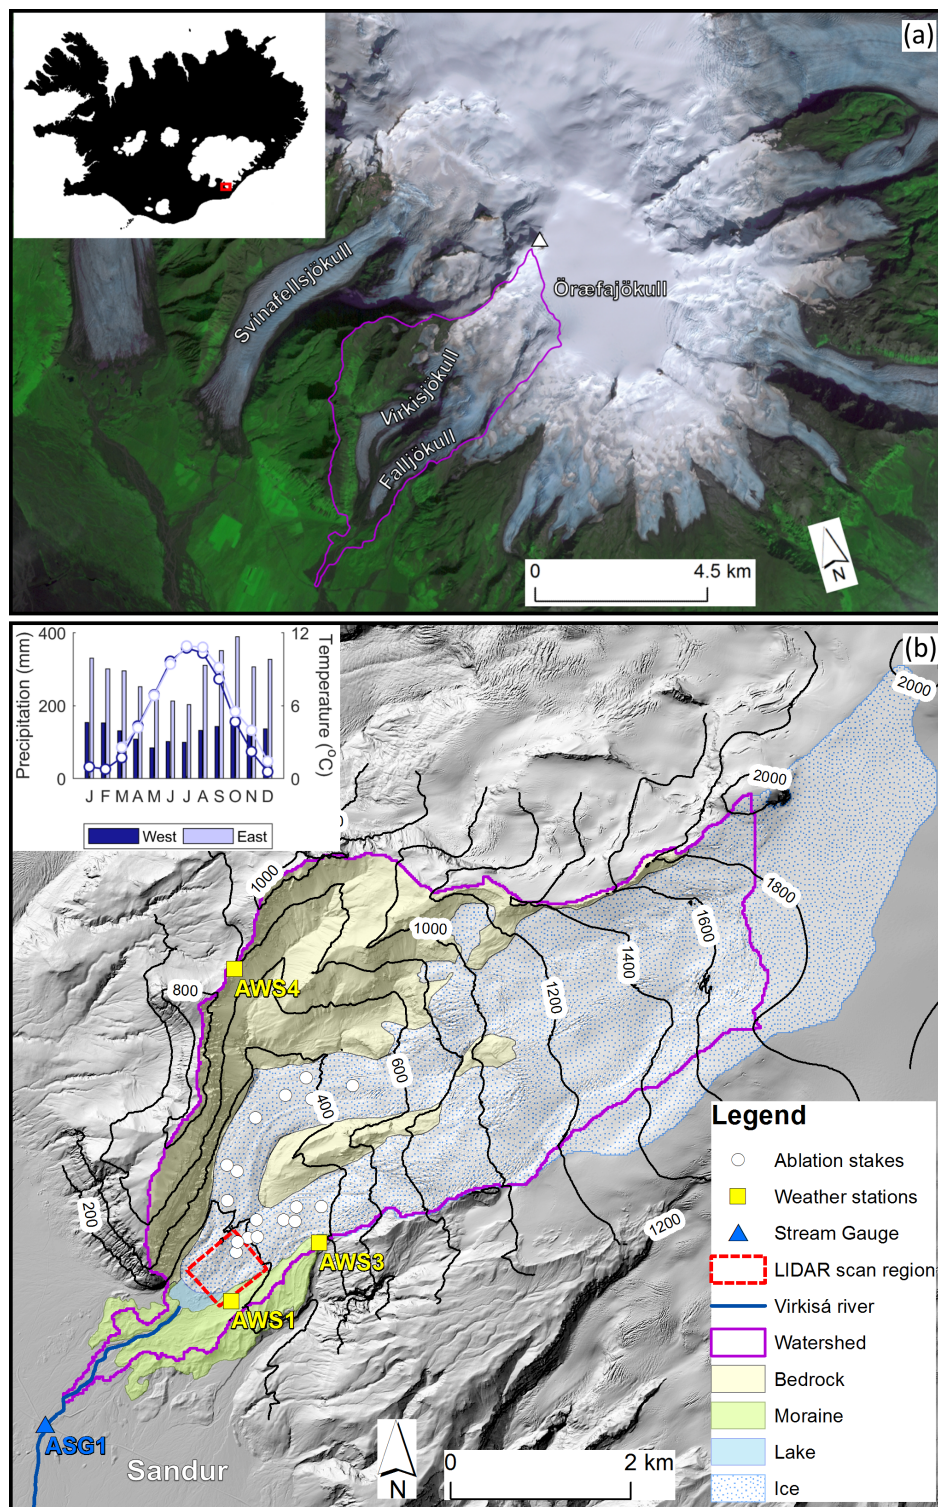 (a)
Svinafellsjökull
Öræfajökull
Virkisjökull
Falljökull
0 4.5 km
N
(b)
400
200
0
Precipitation (mm)
12
6
0
Temperature (°C)
J F M A M J J A S O N D
West East
2000
2000
1000
1800
1600
1000
1400
1200
AWS4
800
600
400
200
1200
AWS3
AWS1
ASG1
Sandur
N
0 2 km
Legend
Ablation stakes
Weather stations
Stream Gauge
LIDAR scan region
Virkisá river
Watershed
Bedrock
Moraine
Lake
Ice